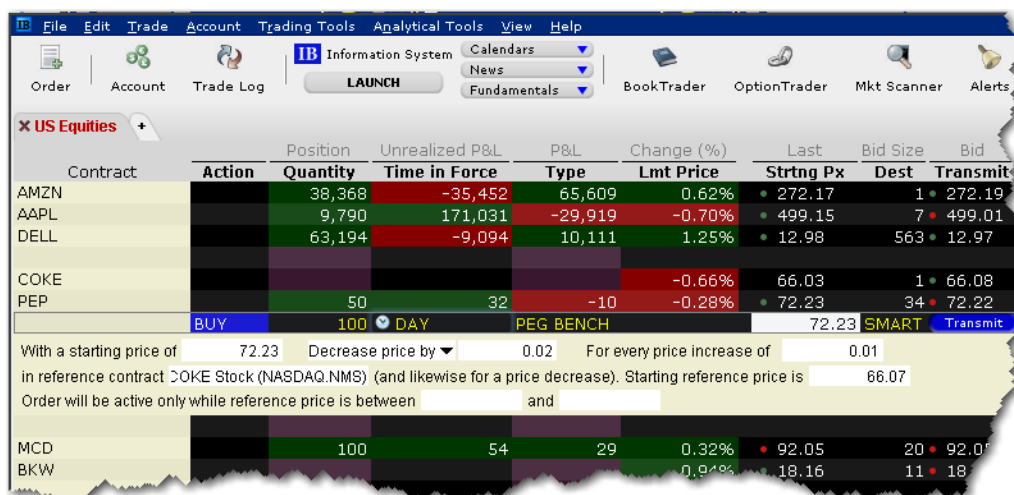 IB File Edit Trade Account Trading Tools Analytical Tools View Help
Order Account Trade Log IB Information System LAUNCH Calendars News Fundamentals BookTrader OptionTrader Mkt Scanner Alerts
US Equities +
Position Unrealized P&L P&L Change (%) Last Bid Size Bid
Contract Action Quantity Time in Force Type Lmt Price Strtng Px Dest Transmit
AMZN 38,368 -35,452 65,609 0.62% 272.17 1 272.19
AAPL 9,790 171,031 -29,919 -0.70% 499.15 7 499.01
DELL 63,194 -9,094 10,111 1.25% 12.98 563 12.97
COKE -0.66% 66.03 1 66.08
PEP 50 32 -10 -0.28% 72.23 34 72.22
BUY 100 DAY PEG BENCH 72.23 SMART Transmit
With a starting price of 72.23 Decrease price by 0.02 For every price increase of 0.01
in reference contract COKE Stock (NASDAQ.NMS) (and likewise for a price decrease). Starting reference price is 66.07
Order will be active only while reference price is between and
MCD 100 54 29 0.32% 92.05 20 92.0
BKW 0.94% 18.16 11 18